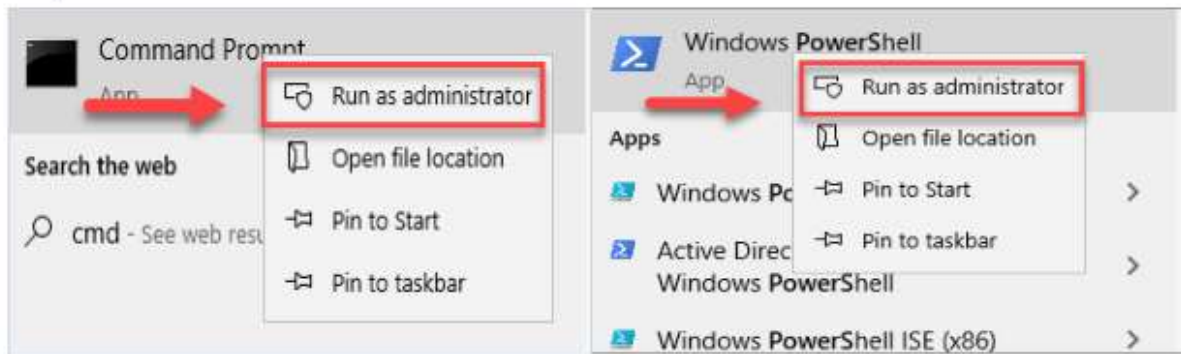 Command Prompt
App
Run as administrator
Open file location
Search the web
cmd - See web resu
Pin to Start
Pin to taskbar
Windows PowerShell
App
Run as administrator
Apps
Open file location
Windows Po
Pin to Start
Active Direc
Pin to taskbar
Windows PowerShell
Windows PowerShell ISE (x86)